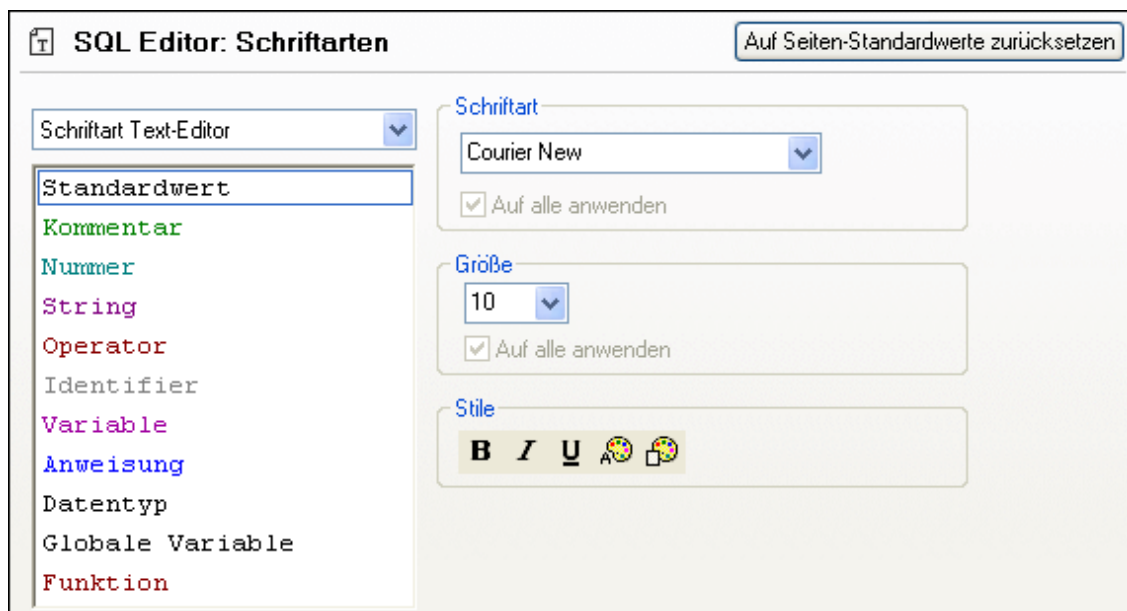 SQL Editor: Schriftarten
Auf Seiten-Standardwerte zurücksetzen
Schriftart Text-Editor
Standardwert
Kommentar
Nummer
String
Operator
Identifier
Variable
Anweisung
Datentyp
Globale Variable
Funktion
Schriftart
Courier New
Auf alle anwenden
Größe
10
Auf alle anwenden
Stile
B I U